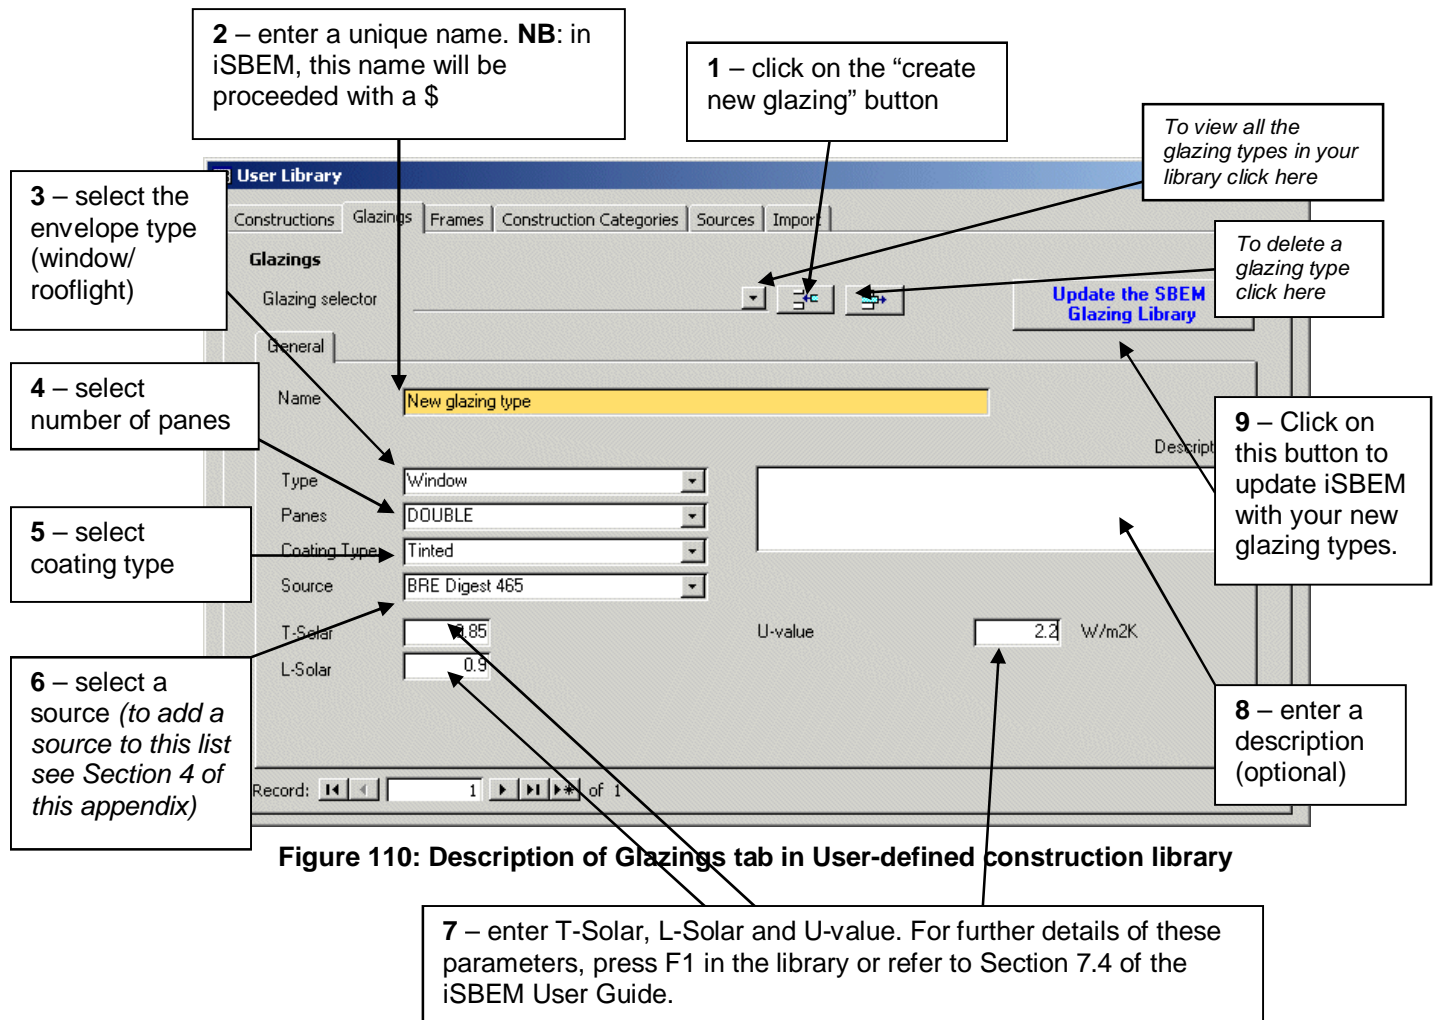 2 – enter a unique name. NB: in
iSBEM, this name will be
proceeded with a $
1 – click on the “create
new glazing” button
To view all the
glazing types in your
library click here
3 – select the
envelope type
(window/
rooflight)
User Library
Constructions Glazings Frames Construction Categories Sources Import
To delete a
glazing type
click here
Glazings
Glazing selector
Update the SBEM
Glazing Library
General
4 – select
number of panes
Name New glazing type
9 – Click on
this button to
update iSBEM
with your new
glazing types.
Type Window
Panes DOUBLE
Coating Type Tinted
Source BRE Digest 465
5 – select
coating type
T-Solar 0.85 U-value 2.2 W/m2K
L-Solar 0.9
6 – select a
source (to add a
source to this list
see Section 4 of
this appendix)
8 – enter a
description
(optional)
Record: 1 of 1
Figure 110: Description of Glazings tab in User-defined construction library
7 – enter T-Solar, L-Solar and U-value. For further details of these
parameters, press F1 in the library or refer to Section 7.4 of the
iSBEM User Guide.